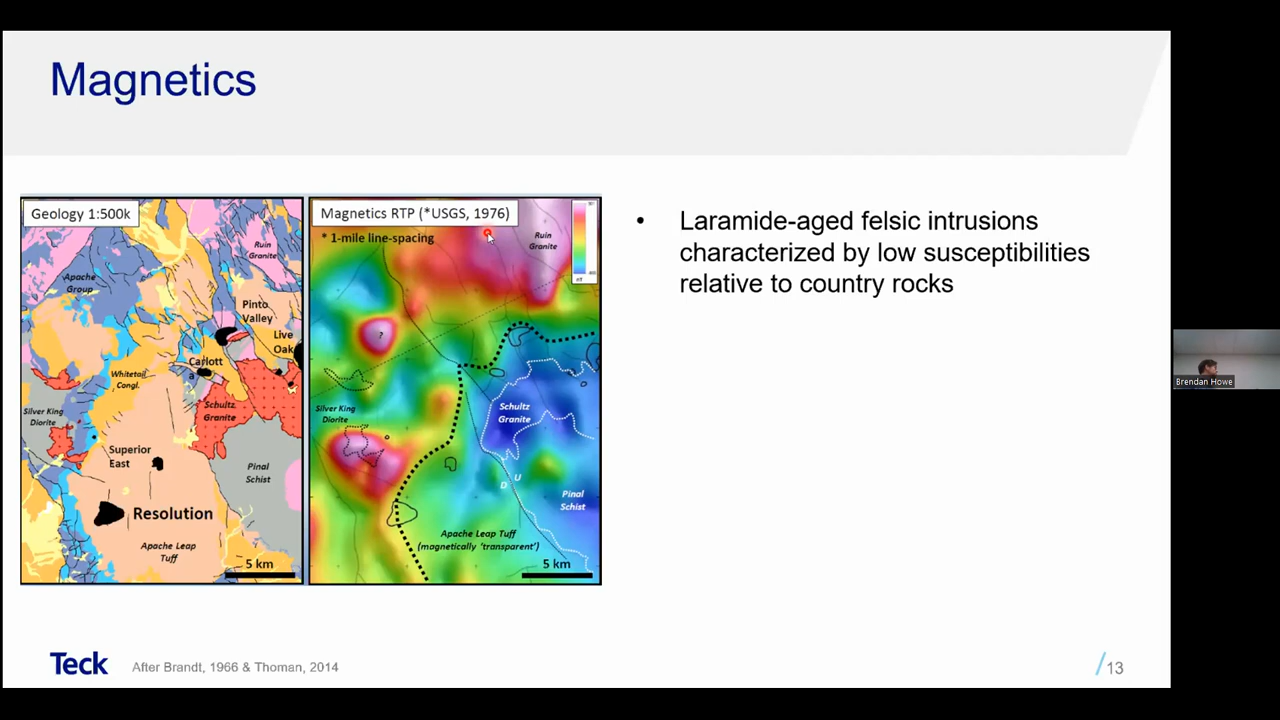 Magnetics
Geology 1:500k
Ruin
Granite
Apache
Group
Pinto
Valley
Live
Oak
Carlott
a
Whitetail
Congl.
Silver King
Diorite
Schultz
Granite
Superior
East
Pinal
Schist
Resolution
Apache Leap
Tuff
5 km
Magnetics RTP (*USGS, 1976)
* 1-mile line-spacing
Ruin
Granite
?
Silver King
Diorite
Schultz
Granite
D U
Pinal
Schist
Apache Leap Tuff
(magnetically 'transparent')
5 km
• Laramide-aged felsic intrusions
characterized by low susceptibilities
relative to country rocks
Brendan Howe
Teck
After Brandt, 1966 & Thoman, 2014
/13